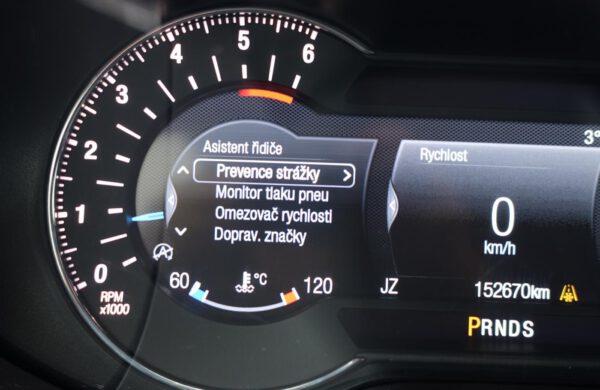 5
4
6
3
2
1
0
RPM
x1000
Asistent řidiče
Prevence strážky
Monitor tlaku pneu
Omezovač rychlosti
Doprav. značky
60
°C
120
3°
Rychlost
0
km/h
JZ
152670km
PRNDS